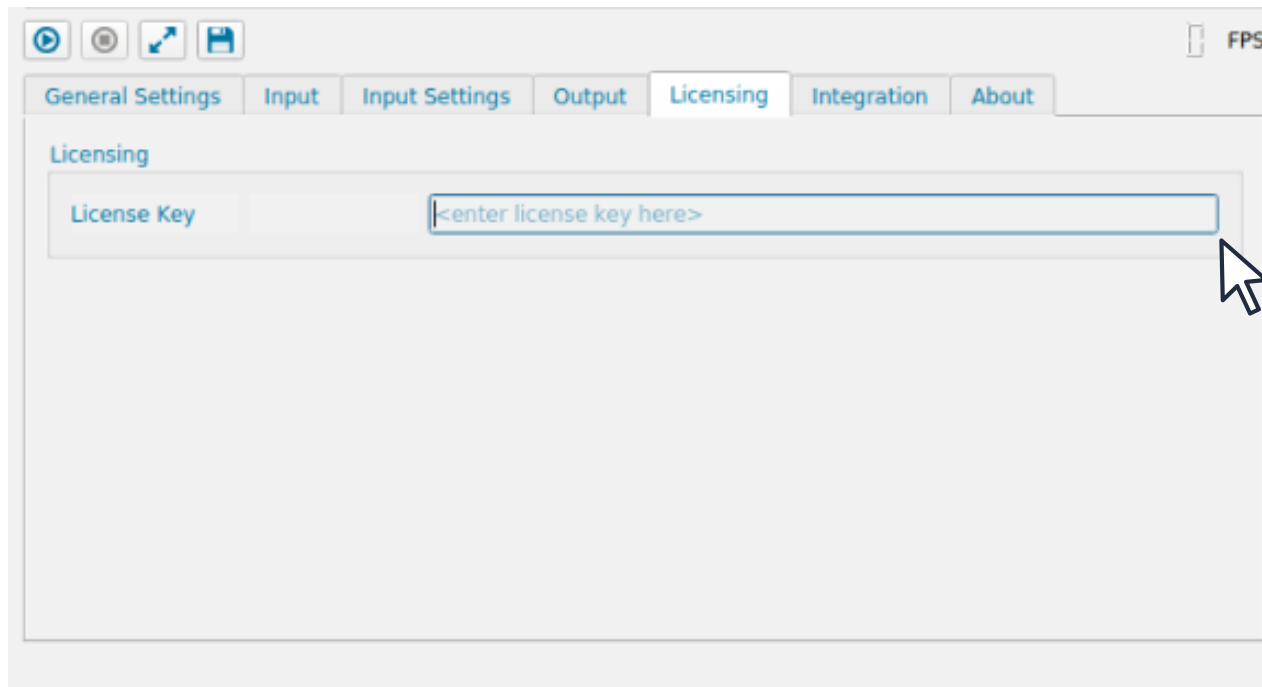 FPS
General Settings Input Input Settings Output Licensing Integration About
Licensing
License Key <enter license key here>